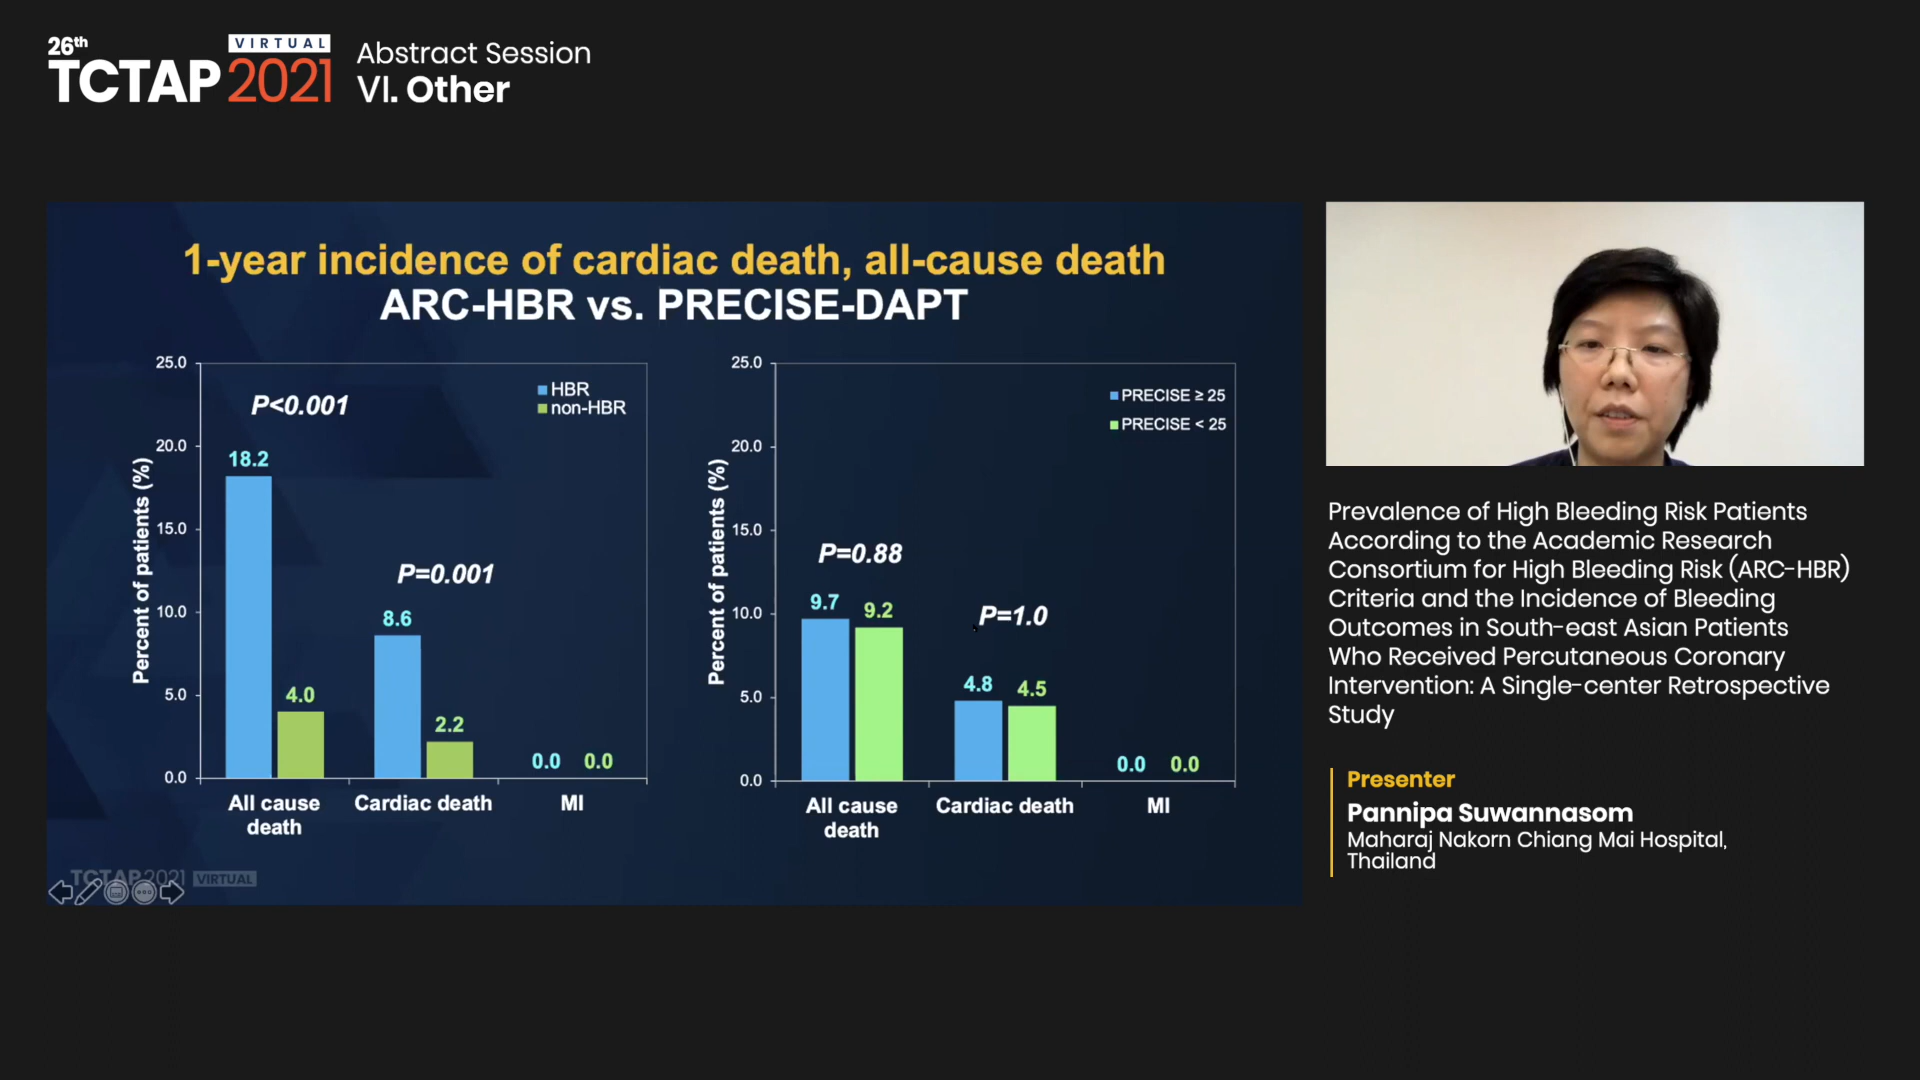 26th
VIRTUAL
TCTAP 2021
Abstract Session
VI. Other
1-year incidence of cardiac death, all-cause death
ARC-HBR vs. PRECISE-DAPT
Percent of patients (%)
25.0
20.0
15.0
10.0
5.0
0.0
P<0.001
HBR
non-HBR
18.2
4.0
P=0.001
8.6
2.2
0.0 0.0
All cause death
Cardiac death
MI
Percent of patients (%)
25.0
20.0
15.0
10.0
5.0
0.0
PRECISE ≥ 25
PRECISE < 25
P=0.88
9.7
9.2
P=1.0
4.8
4.5
0.0 0.0
All cause death
Cardiac death
MI
TCTAP 2021 VIRTUAL
Prevalence of High Bleeding Risk Patients
According to the Academic Research
Consortium for High Bleeding Risk (ARC-HBR)
Criteria and the Incidence of Bleeding
Outcomes in South-east Asian Patients
Who Received Percutaneous Coronary
Intervention: A Single-center Retrospective
Study
Presenter
Pannipa Suwannasom
Maharaj Nakorn Chiang Mai Hospital,
Thailand